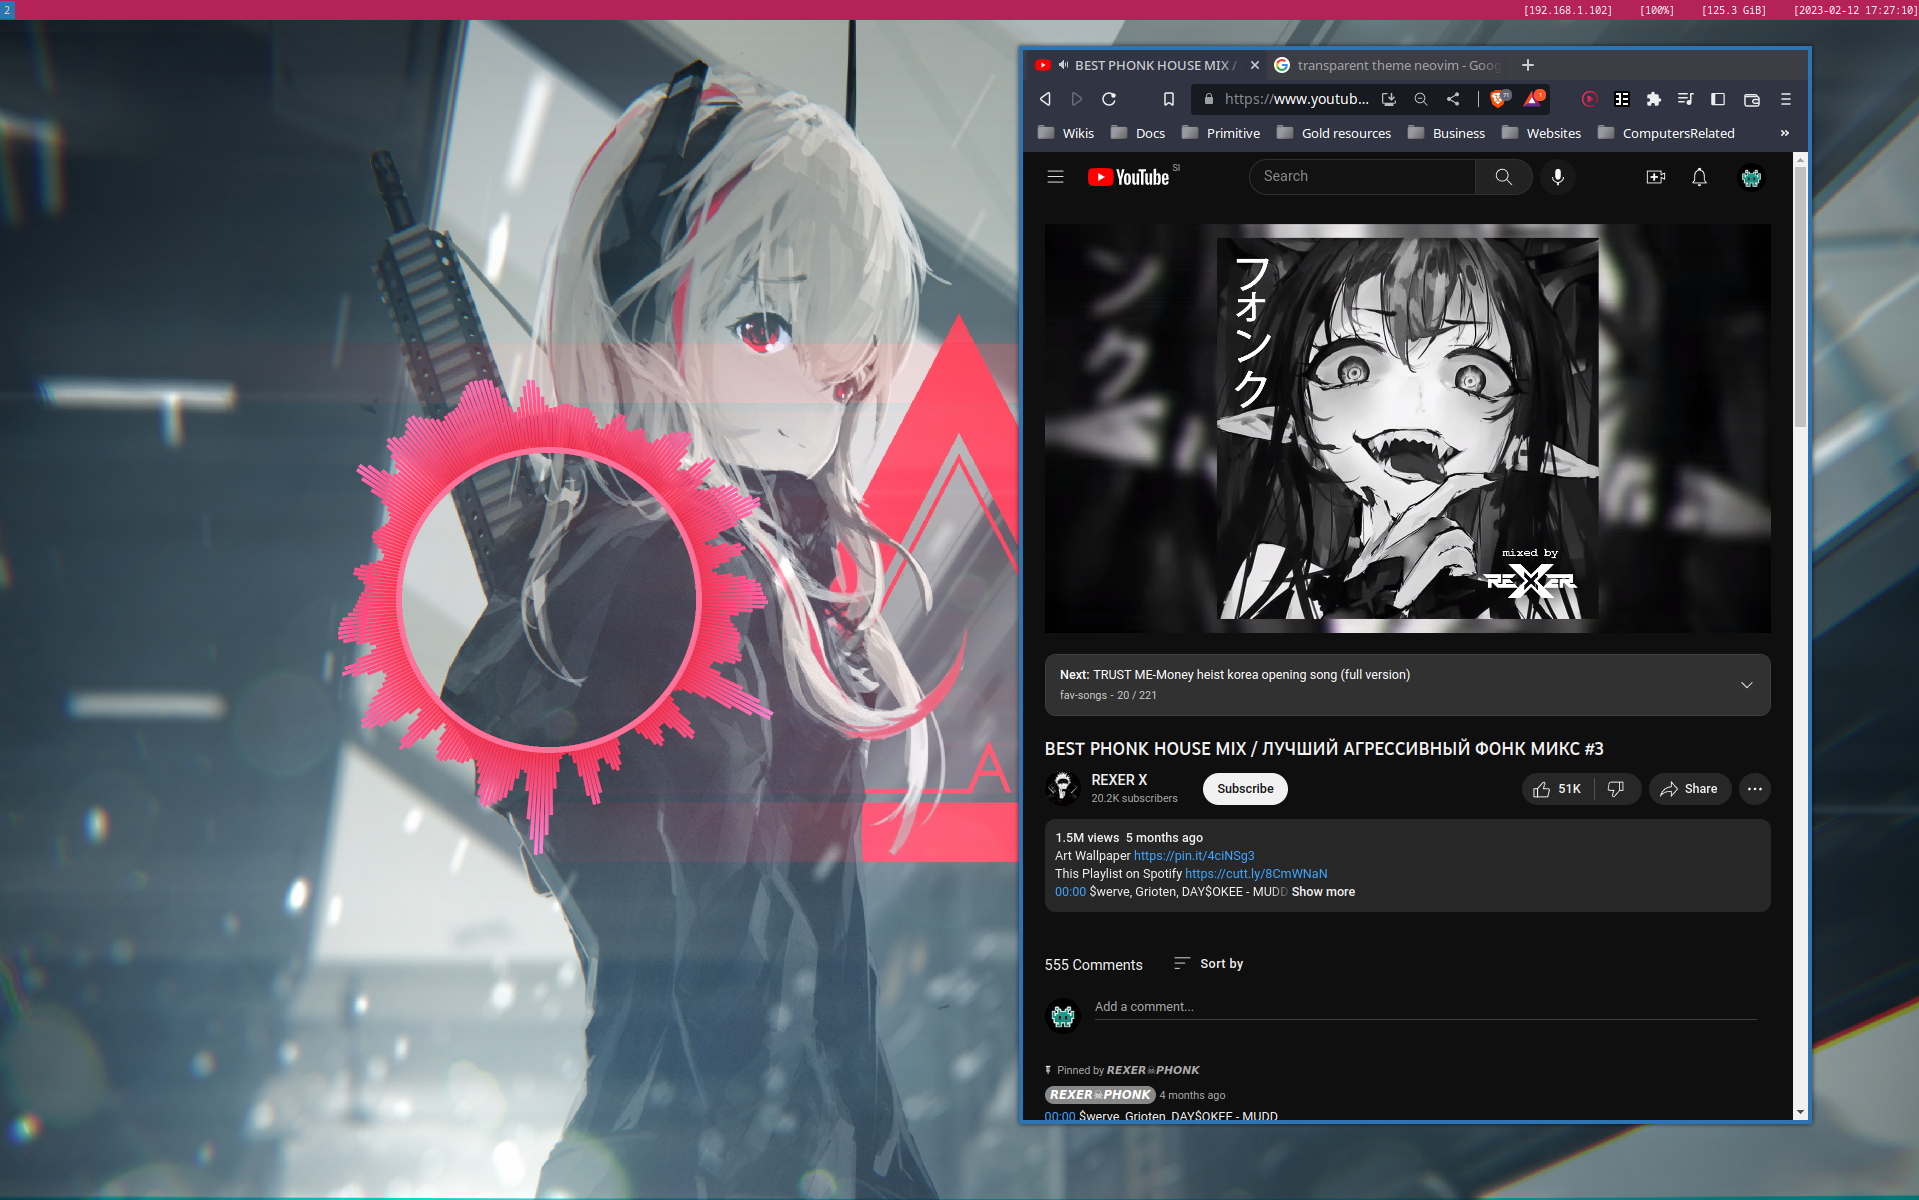 2
[192.168.1.102] [100%] [125.3 GiB] [2023-02-12 17:27:10]
BEST PHONK HOUSE MIX /
transparent theme neovim - Goog
https://www.youtub...
Wikis Docs Primitive Gold resources Business Websites ComputersRelated »
YouTube SI
Search
フォンク
mixed by
REXER
Next: TRUST ME-Money heist korea opening song (full version)
fav-songs - 20 / 221
BEST PHONK HOUSE MIX / ЛУЧШИЙ АГРЕССИВНЫЙ ФОНК МИКС #3
REXER X
20.2K subscribers
Subscribe
51K
Share
1.5M views 5 months ago
Art Wallpaper https://pin.it/4ciNSg3
This Playlist on Spotify https://cutt.ly/8CmWNaN
00:00 $werve, Grioten, DAY$OKEE - MUDD Show more
555 Comments
Sort by
Add a comment...
Pinned by REXER☠PHONK
REXER☠PHONK 4 months ago
00:00 $werve, Grioten, DAY$OKEE - MUDD
A